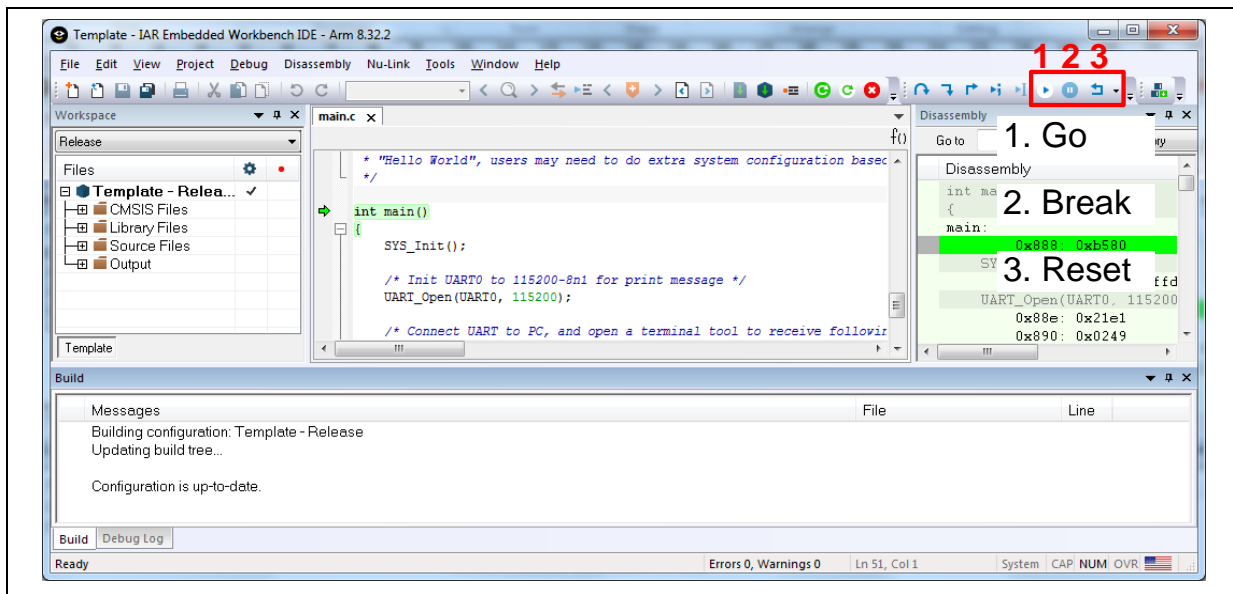 Template - IAR Embedded Workbench IDE - Arm 8.32.2
File Edit View Project Debug Disassembly Nu-Link Tools Window Help
1 2 3
Workspace
Release
Files
Template - Relea...
CMSIS Files
Library Files
Source Files
Output
Template
main.c
f()
* "Hello World", users may need to do extra system configuration based
*/
int main()
{
SYS_Init();
/* Init UART0 to 115200-8n1 for print message */
UART_Open(UART0, 115200);
/* Connect UART to PC, and open a terminal tool to receive followin
Disassembly
Go to
ry
1. Go
2. Break
3. Reset
Disassembly
int ma
{
main:
0x888: 0xb580
SY
ffd
UART_Open(UART0, 115200
0x88e: 0x21e1
0x890: 0x0249
Build
Messages File Line
Building configuration: Template - Release
Updating build tree...
Configuration is up-to-date.
Build Debug Log
Ready Errors 0, Warnings 0 Ln 51, Col 1 System CAP NUM OVR